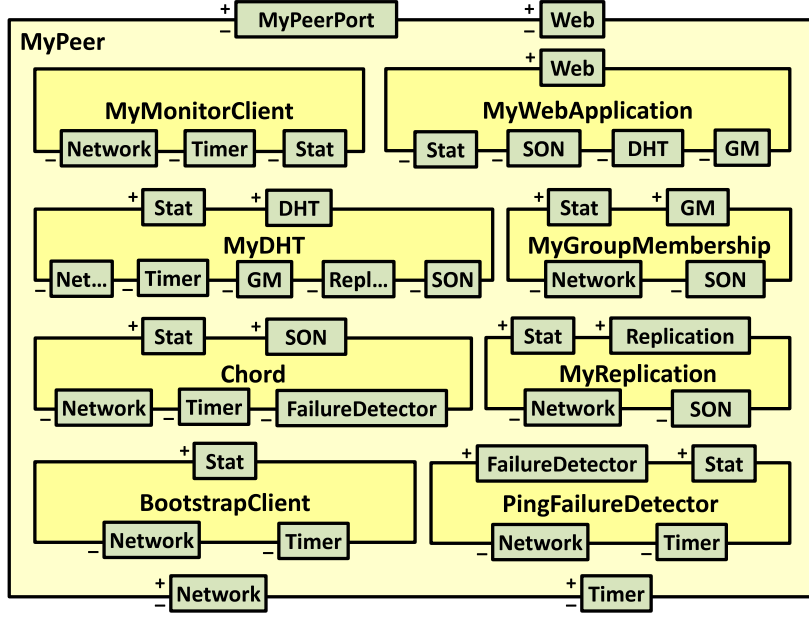 + − MyPeerPort + − Web
MyPeer
+ Web
MyMonitorClient
− Network − Timer − Stat
MyWebApplication
− Stat − SON − DHT − GM
+ Stat + DHT
MyDHT
− Net... − Timer − GM − Repl... − SON
+ Stat + GM
MyGroupMembership
− Network − SON
+ Stat + SON
Chord
− Network − Timer − FailureDetector
+ Stat + Replication
MyReplication
− Network − SON
+ Stat
BootstrapClient
− Network − Timer
+ FailureDetector + Stat
PingFailureDetector
− Network − Timer
+ − Network + − Timer